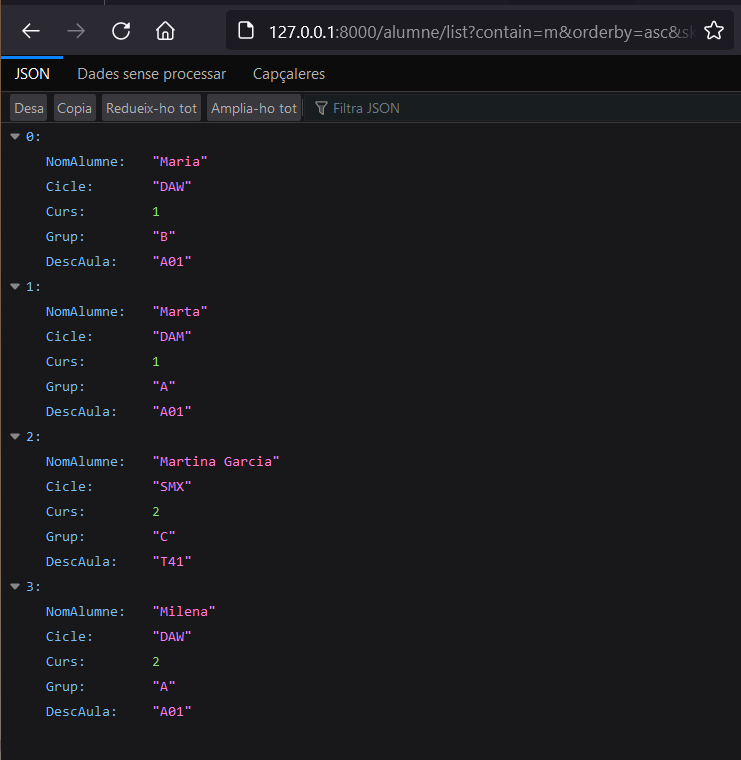 127.0.0.1:8000/alumne/list?contain=m&orderby=asc&sk
JSON Dades sense processar Capçaleres
Desa Copia Redueix-ho tot Amplia-ho tot Filtra JSON
0:
NomAlumne: "Maria"
Cicle: "DAW"
Curs: 1
Grup: "B"
DescAula: "A01"
1:
NomAlumne: "Marta"
Cicle: "DAM"
Curs: 1
Grup: "A"
DescAula: "A01"
2:
NomAlumne: "Martina Garcia"
Cicle: "SMX"
Curs: 2
Grup: "C"
DescAula: "T41"
3:
NomAlumne: "Milena"
Cicle: "DAW"
Curs: 2
Grup: "A"
DescAula: "A01"